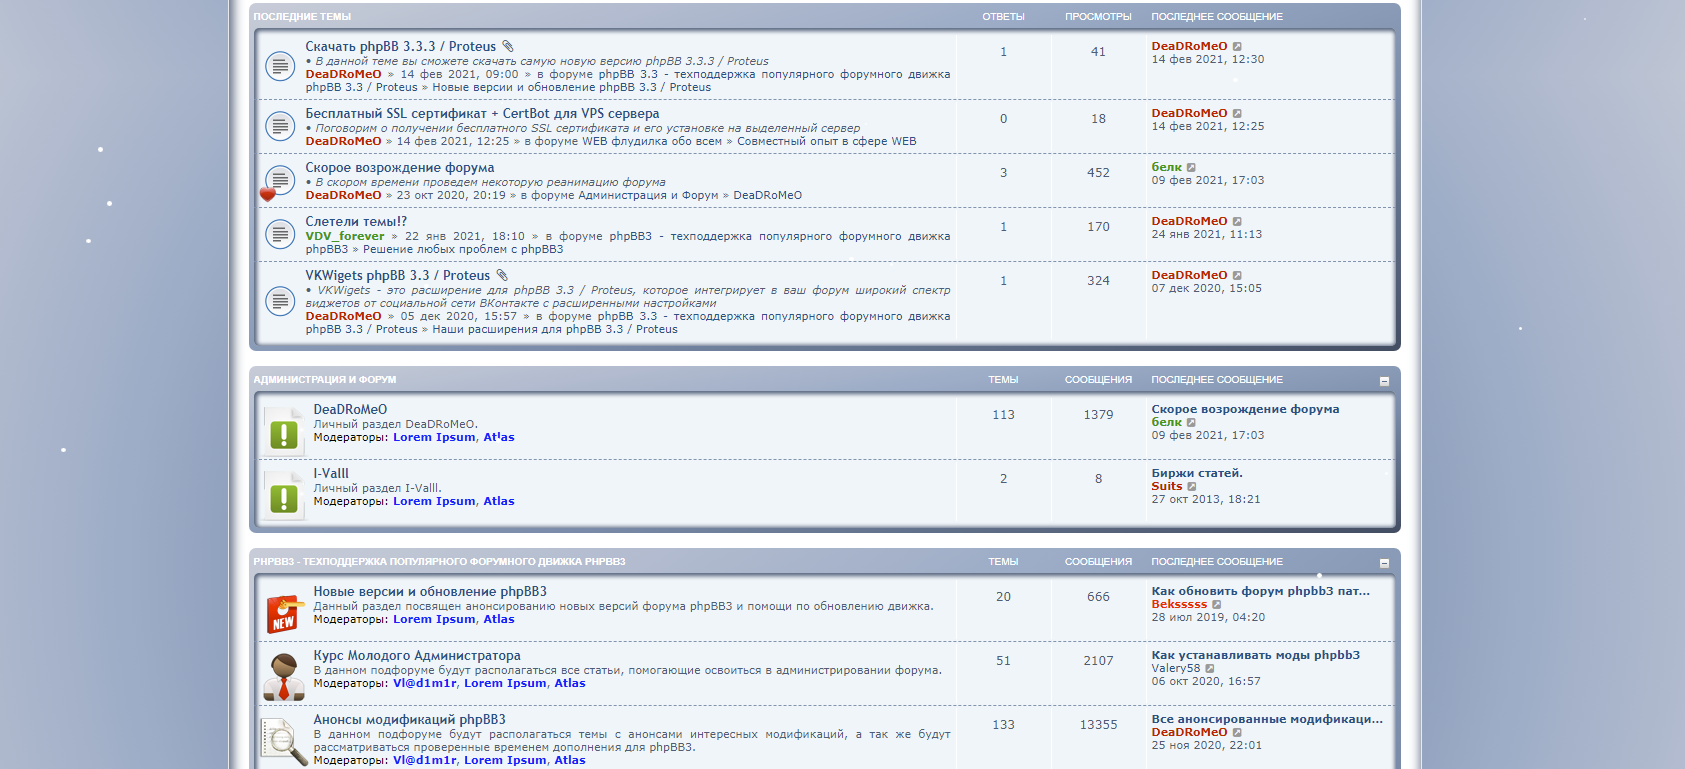 ПОСЛЕДНИЕ ТЕМЫ ОТВЕТЫ ПРОСМОТРЫ ПОСЛЕДНЕЕ СООБЩЕНИЕ
Скачать phpBB 3.3.3 / Proteus 1 41 DeaDRoMeO
• В данной теме вы сможете скачать самую новую версию phpBB 3.3.3 / Proteus 14 фев 2021, 12:30
DeaDRoMeO » 14 фев 2021, 09:00 » в форуме phpBB 3.3 - техподдержка популярного форумного движка
phpBB 3.3 / Proteus » Новые версии и обновление phpBB 3.3 / Proteus
Бесплатный SSL сертификат + CertBot для VPS сервера 0 18 DeaDRoMeO
• Поговорим о получении бесплатного SSL сертификата и его установке на выделенный сервер 14 фев 2021, 12:25
DeaDRoMeO » 14 фев 2021, 12:25 » в форуме WEB флудилка обо всем » Совместный опыт в сфере WEB
Скорое возрождение форума 3 452 белк
• В скором времени проведем некоторую реанимацию форума 09 фев 2021, 17:03
DeaDRoMeO » 23 окт 2020, 20:19 » в форуме Администрация и Форум » DeaDRoMeO
Слетели темы!? 1 170 DeaDRoMeO
VDV_forever » 22 янв 2021, 18:10 » в форуме phpBB3 - техподдержка популярного форумного движка 24 янв 2021, 11:13
phpBB3 » Решение любых проблем с phpBB3
VKWigets phpBB 3.3 / Proteus 1 324 DeaDRoMeO
• VKWigets - это расширение для phpBB 3.3 / Proteus, которое интегрирует в ваш форум широкий спектр 07 дек 2020, 15:05
виджетов от социальной сети ВКонтакте с расширенными настройками
DeaDRoMeO » 05 дек 2020, 15:57 » в форуме phpBB 3.3 - техподдержка популярного форумного движка
phpBB 3.3 / Proteus » Наши расширения для phpBB 3.3 / Proteus
АДМИНИСТРАЦИЯ И ФОРУМ ТЕМЫ СООБЩЕНИЯ ПОСЛЕДНЕЕ СООБЩЕНИЕ
DeaDRoMeO 113 1379 Скорое возрождение форума
Личный раздел DeaDRoMeO. белк
Модераторы: Lorem Ipsum, Atlas 09 фев 2021, 17:03
I-Valll 2 8 Биржи статей.
Личный раздел I-Valll. Suits
Модераторы: Lorem Ipsum, Atlas 27 окт 2013, 18:21
PHPBB3 - ТЕХПОДДЕРЖКА ПОПУЛЯРНОГО ФОРУМНОГО ДВИЖКА PHPBB3 ТЕМЫ СООБЩЕНИЯ ПОСЛЕДНЕЕ СООБЩЕНИЕ
Новые версии и обновление phpBB3 20 666 Как обновить форум phpbb3 пат...
Данный раздел посвящен анонсированию новых версий форума phpBB3 и помощи по обновлению движка. Beksssss
Модераторы: Lorem Ipsum, Atlas 28 июл 2019, 04:20
NEW
Курс Молодого Администратора 51 2107 Как устанавливать моды phpbb3
В данном подфоруме будут располагаться все статьи, помогающие освоиться в администрировании форума. Valery58
Модераторы: Vl@d1m1r, Lorem Ipsum, Atlas 06 окт 2020, 16:57
Анонсы модификаций phpBB3 133 13355 Все анонсированные модификаци...
В данном подфоруме будут располагаться темы с анонсами интересных модификаций, а так же будут DeaDRoMeO
рассматриваться проверенные временем дополнения для phpBB3. 25 ноя 2020, 22:01
Модераторы: Vl@d1m1r, Lorem Ipsum, Atlas